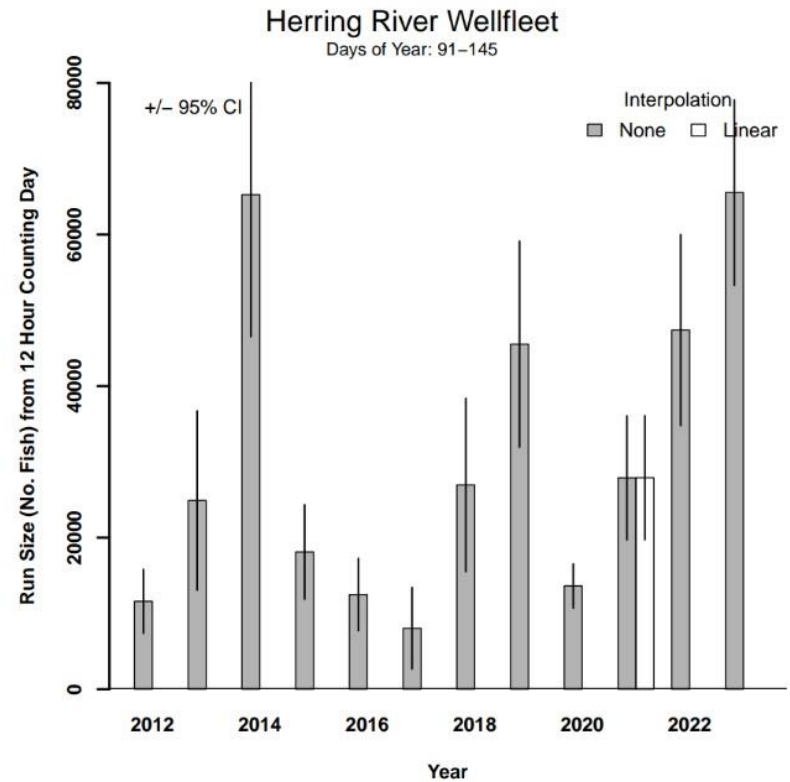 Herring River Wellfleet
Days of Year: 91–145
+/− 95% CI
Interpolation
None
Linear
Run Size (No. Fish) from 12 Hour Counting Day
80000
60000
40000
20000
0
2012 2014 2016 2018 2020 2022
Year